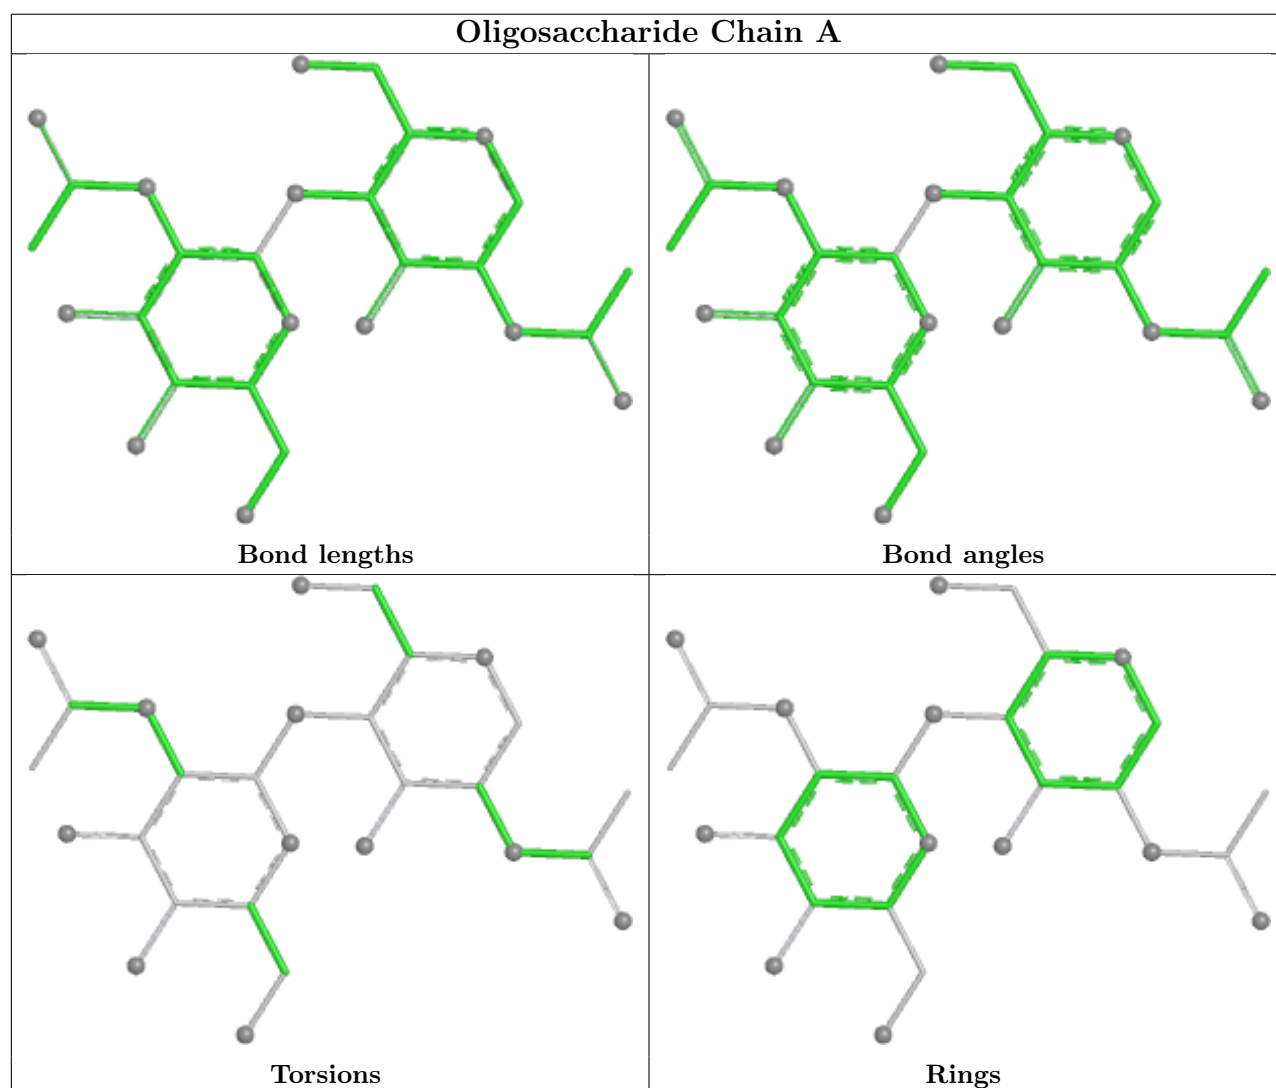 Oligosaccharide Chain A
Bond lengths
Bond angles
Torsions
Rings